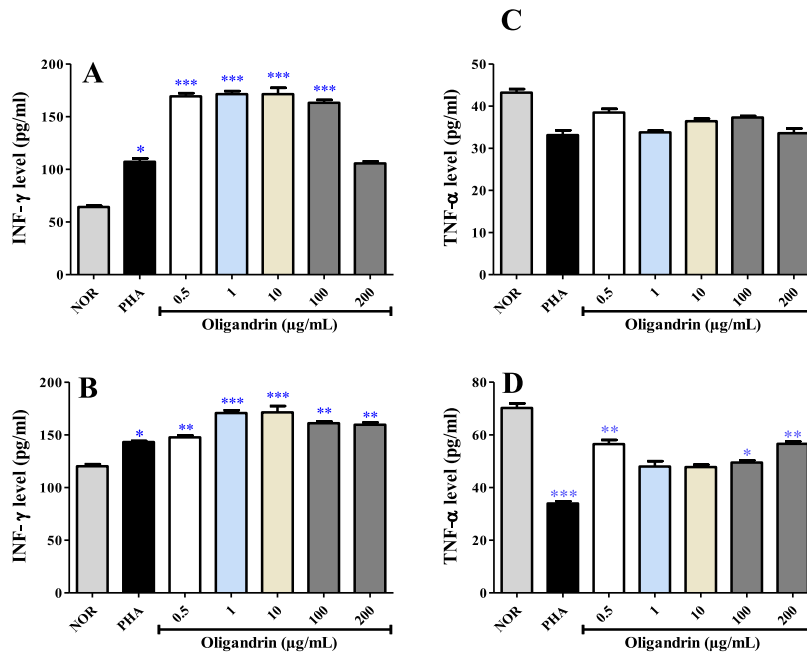 A
INF-γ level (pg/ml)
200
150
100
50
0
***
***
***
***
*
NOR
PHA
0.5
1
10
100
200
Oligandrin (µg/mL)
C
TNF-α level (pg/ml)
50
40
30
20
10
0
NOR
PHA
0.5
1
10
100
200
Oligandrin (µg/mL)
B
INF-γ level (pg/ml)
200
150
100
50
0
*
**
***
***
**
**
NOR
PHA
0.5
1
10
100
200
Oligandrin (µg/mL)
D
TNF-α level (pg/ml)
80
60
40
20
0
***
**
*
**
NOR
PHA
0.5
1
10
100
200
Oligandrin (µg/mL)